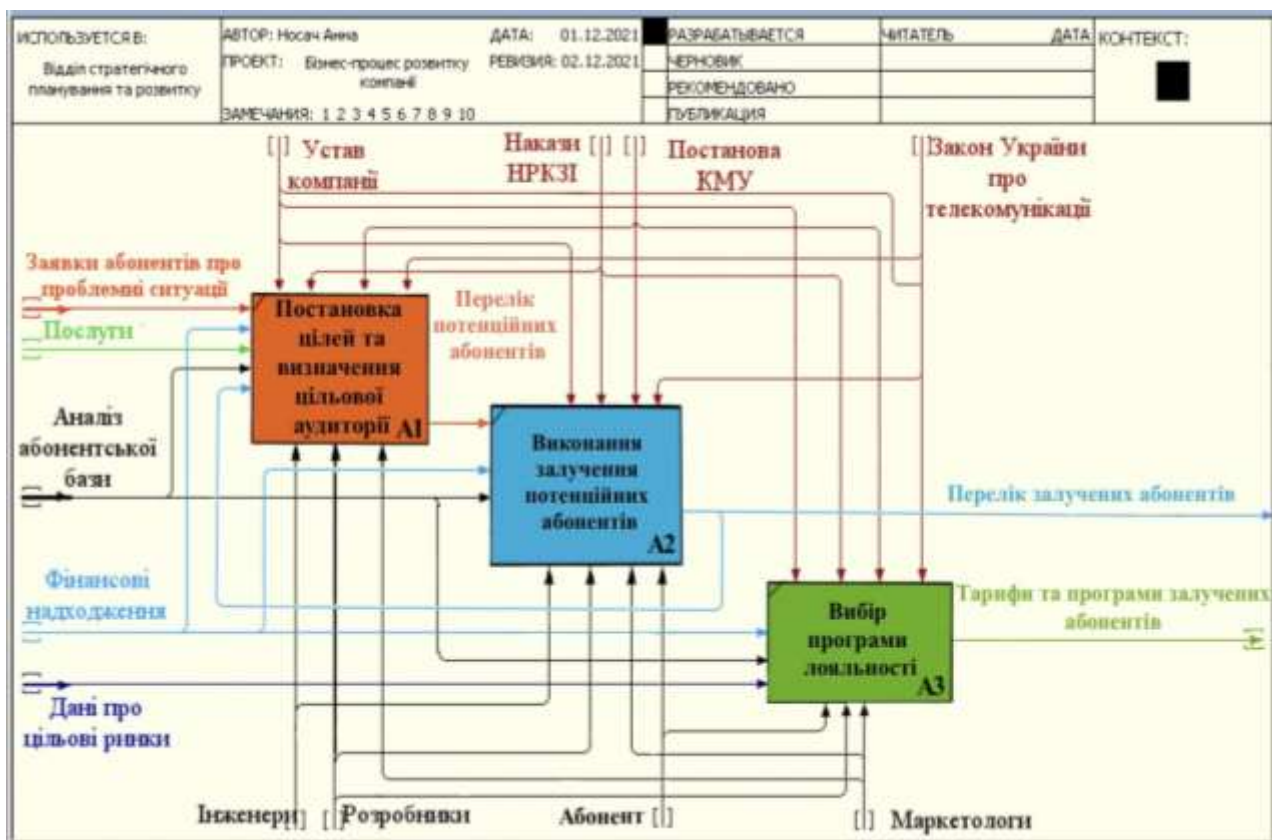 ИСПОЛЬЗУЕТСЯ В:
Відділ стратегічного
планування та розвитку
АВТОР: Носач Анна
ДАТА: 01.12.2021
ПРОЕКТ: Бізнес-процес розвитку
компанії
РЕВИЗИЯ: 02.12.2021
ЗАМЕЧАНИЯ: 1 2 3 4 5 6 7 8 9 10
РАЗРАБАТЫВАЕТСЯ
ЧЕРНОВИК
РЕКОМЕНДОВАНО
ПУБЛИКАЦИЯ
ЧИТАТЕЛЬ
ДАТА
КОНТЕКСТ:
Устав
компанії
Накази
НРКЗІ
Постанова
КМУ
Закон України
про
телекомунікації
Заявки абонентів про
проблемні ситуації
Послуги
Аналіз
абонентської
бази
Фінансові
надходження
Дані про
цільові ринки
Постановка
цілей та
визначення
цільової
аудиторії A1
Перелік
потенційних
абонентів
Виконання
залучення
потенційних
абонентів
A2
Перелік залучених абонентів
Вибір
програми
лояльності
A3
Тарифи та програми залучених
абонентів
Інженери
Розробники
Абонент
Маркетологи